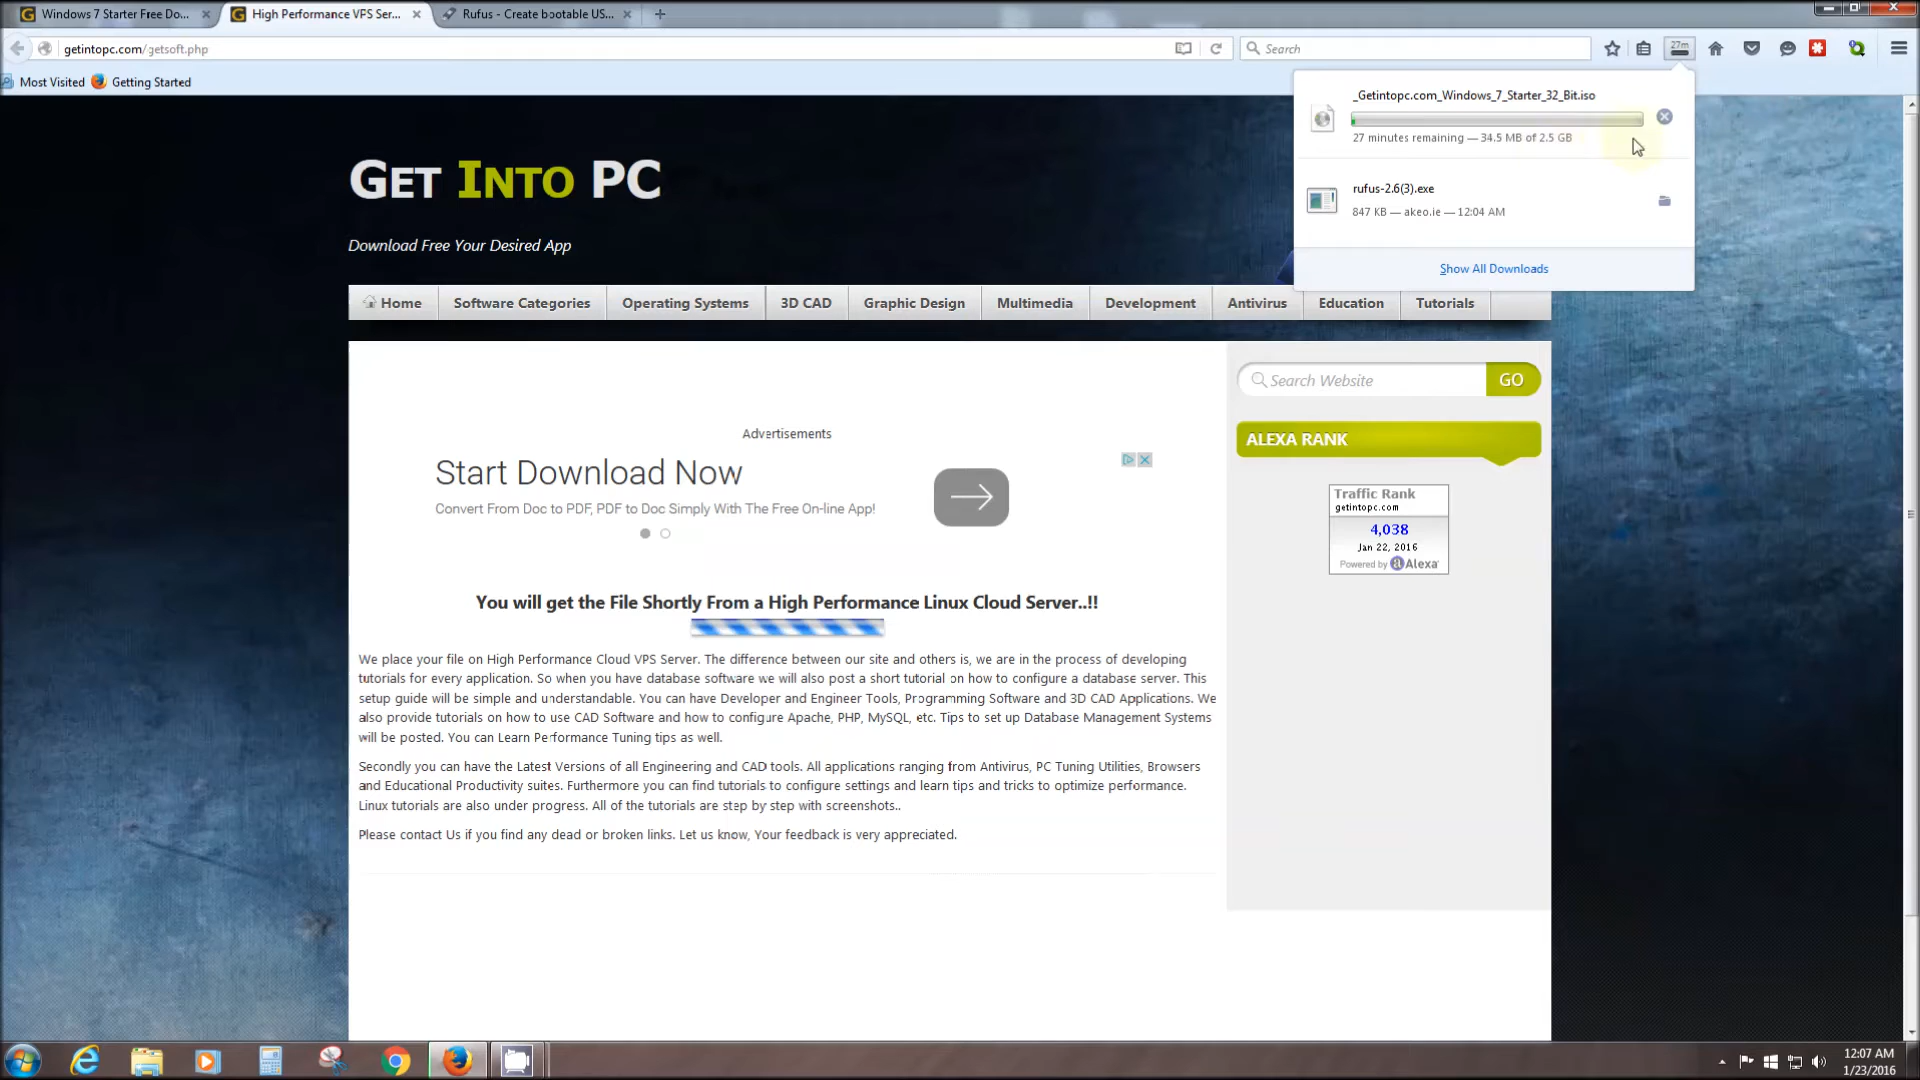 Windows 7 Starter Free Do...
High Performance VPS Ser...
Rufus - Create bootable US...
getintopc.com/getsoft.php
Search
27m
Most Visited
Getting Started
_Getintopc.com_Windows_7_Starter_32_Bit.iso
27 minutes remaining — 34.5 MB of 2.5 GB
rufus-2.6(3).exe
847 KB — akeo.ie — 12:04 AM
Show All Downloads
GET INTO PC
Download Free Your Desired App
Home
Software Categories
Operating Systems
3D CAD
Graphic Design
Multimedia
Development
Antivirus
Education
Tutorials
Search Website
GO
Advertisements
Start Download Now
Convert From Doc to PDF, PDF to Doc Simply With The Free On-line App!
ALEXA RANK
Traffic Rank
getintopc.com
4,038
Jan 22, 2016
Powered by Alexa
You will get the File Shortly From a High Performance Linux Cloud Server..!!
We place your file on High Performance Cloud VPS Server. The difference between our site and others is, we are in the process of developing
tutorials for every application. So when you have database software we will also post a short tutorial on how to configure a database server. This
setup guide will be simple and understandable. You can have Developer and Engineer Tools, Programming Software and 3D CAD Applications. We
also provide tutorials on how to use CAD Software and how to configure Apache, PHP, MySQL, etc. Tips to set up Database Management Systems
will be posted. You can Learn Performance Tuning tips as well.
Secondly you can have the Latest Versions of all Engineering and CAD tools. All applications ranging from Antivirus, PC Tuning Utilities, Browsers
and Educational Productivity suites. Furthermore you can find tutorials to configure settings and learn tips and tricks to optimize performance.
Linux tutorials are also under progress. All of the tutorials are step by step with screenshots..
Please contact Us if you find any dead or broken links. Let us know, Your feedback is very appreciated.
12:07 AM
1/23/2016